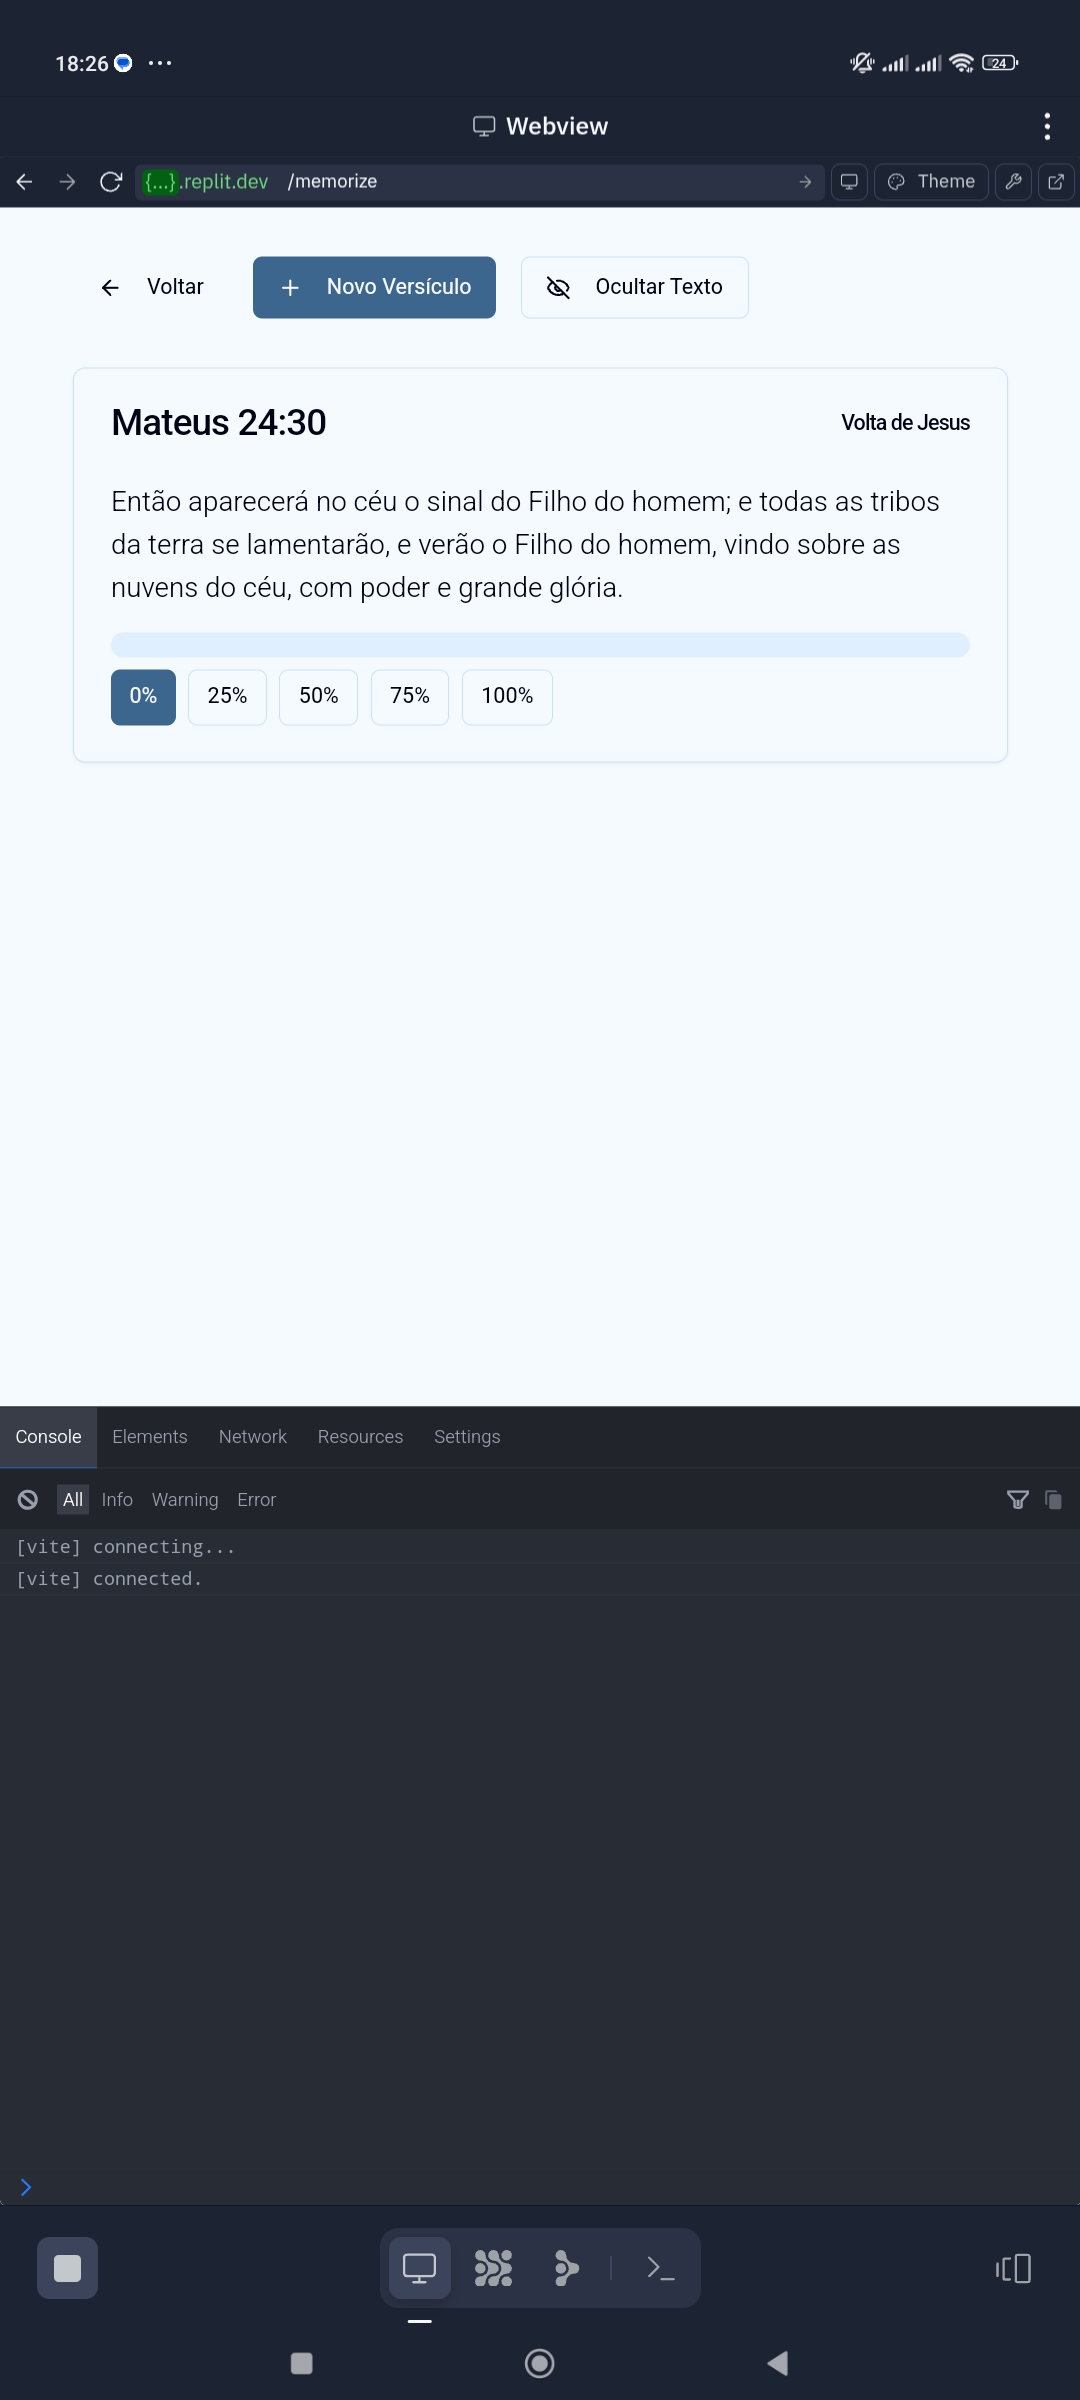 18:26
24
Webview
{...}.replit.dev /memorize
Theme
Voltar
Novo Versículo
Ocultar Texto
Mateus 24:30
Volta de Jesus
Então aparecerá no céu o sinal do Filho do homem; e todas as tribos
da terra se lamentarão, e verão o Filho do homem, vindo sobre as
nuvens do céu, com poder e grande glória.
0% 25% 50% 75% 100%
Console Elements Network Resources Settings
All Info Warning Error
[vite] connecting...
[vite] connected.